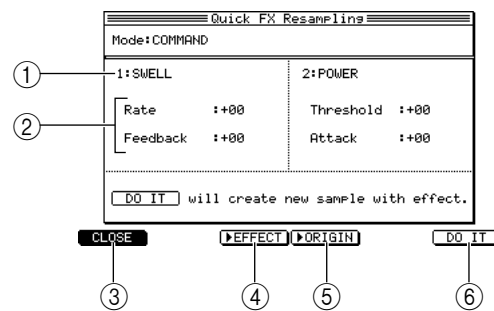 Quick FX Resampling
Mode:COMMAND
① 1:SWELL 2:POWER
② Rate :+00 Threshold :+00
Feedback :+00 Attack :+00
DO IT will create new sample with effect.
CLOSE ▶EFFECT ▶ORIGIN DO IT
③ ④ ⑤ ⑥